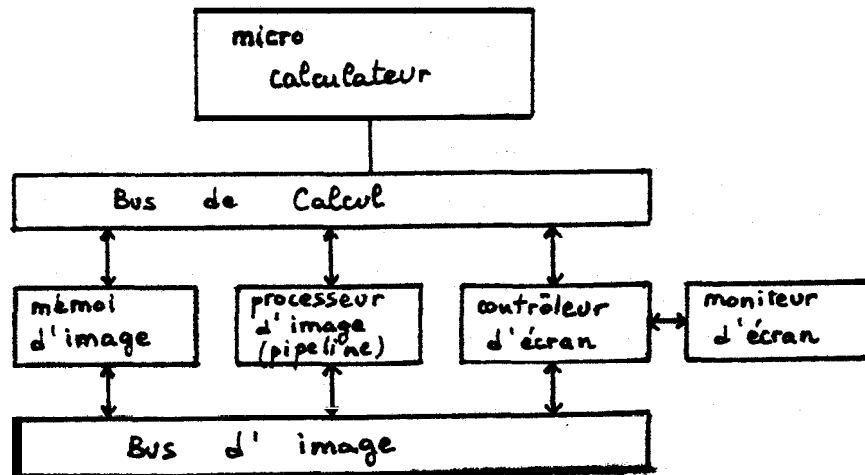 micro
calculateur
Bus de Calcul
mémoi
d'image
processeur
d'image
(pipeline)
contrôleur
d'écran
moniteur
d'écran
Bus d'image